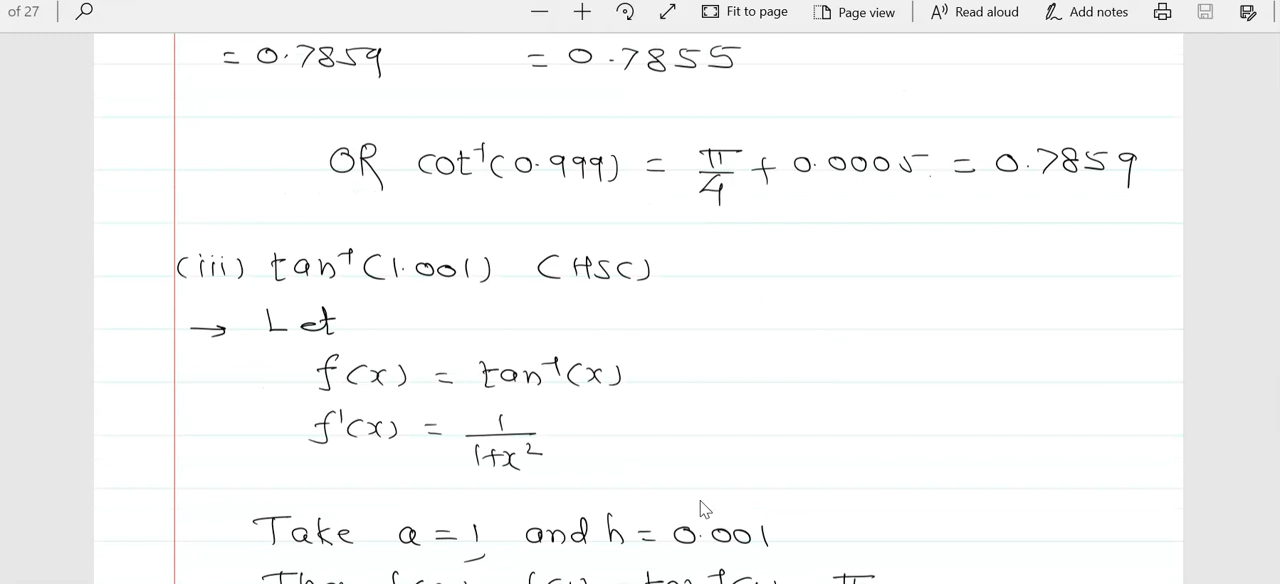 of 27 Fit to page Page view Read aloud Add notes
= 0.7859 = 0.7855
OR cot⁻¹(0.999) = π/4 + 0.0005 = 0.7859
(iii) tan⁻¹(1.001) (HSC)
→ Let
f(x) = tan⁻¹(x)
f'(x) = 1/(1+x²)
Take a = 1 and h = 0.001